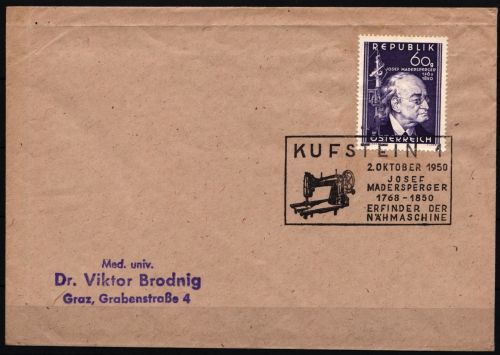 REPUBLIK
60g
JOSEF MADERSPERGER
1768
1850
ÖSTERREICH
KUFSTEIN 1
2. OKTOBER 1950
JOSEF
MADERSPERGER
1768 - 1850
ERFINDER DER
NÄHMASCHINE
Med. univ.
Dr. Viktor Brodnig
Graz, Grabenstraße 4